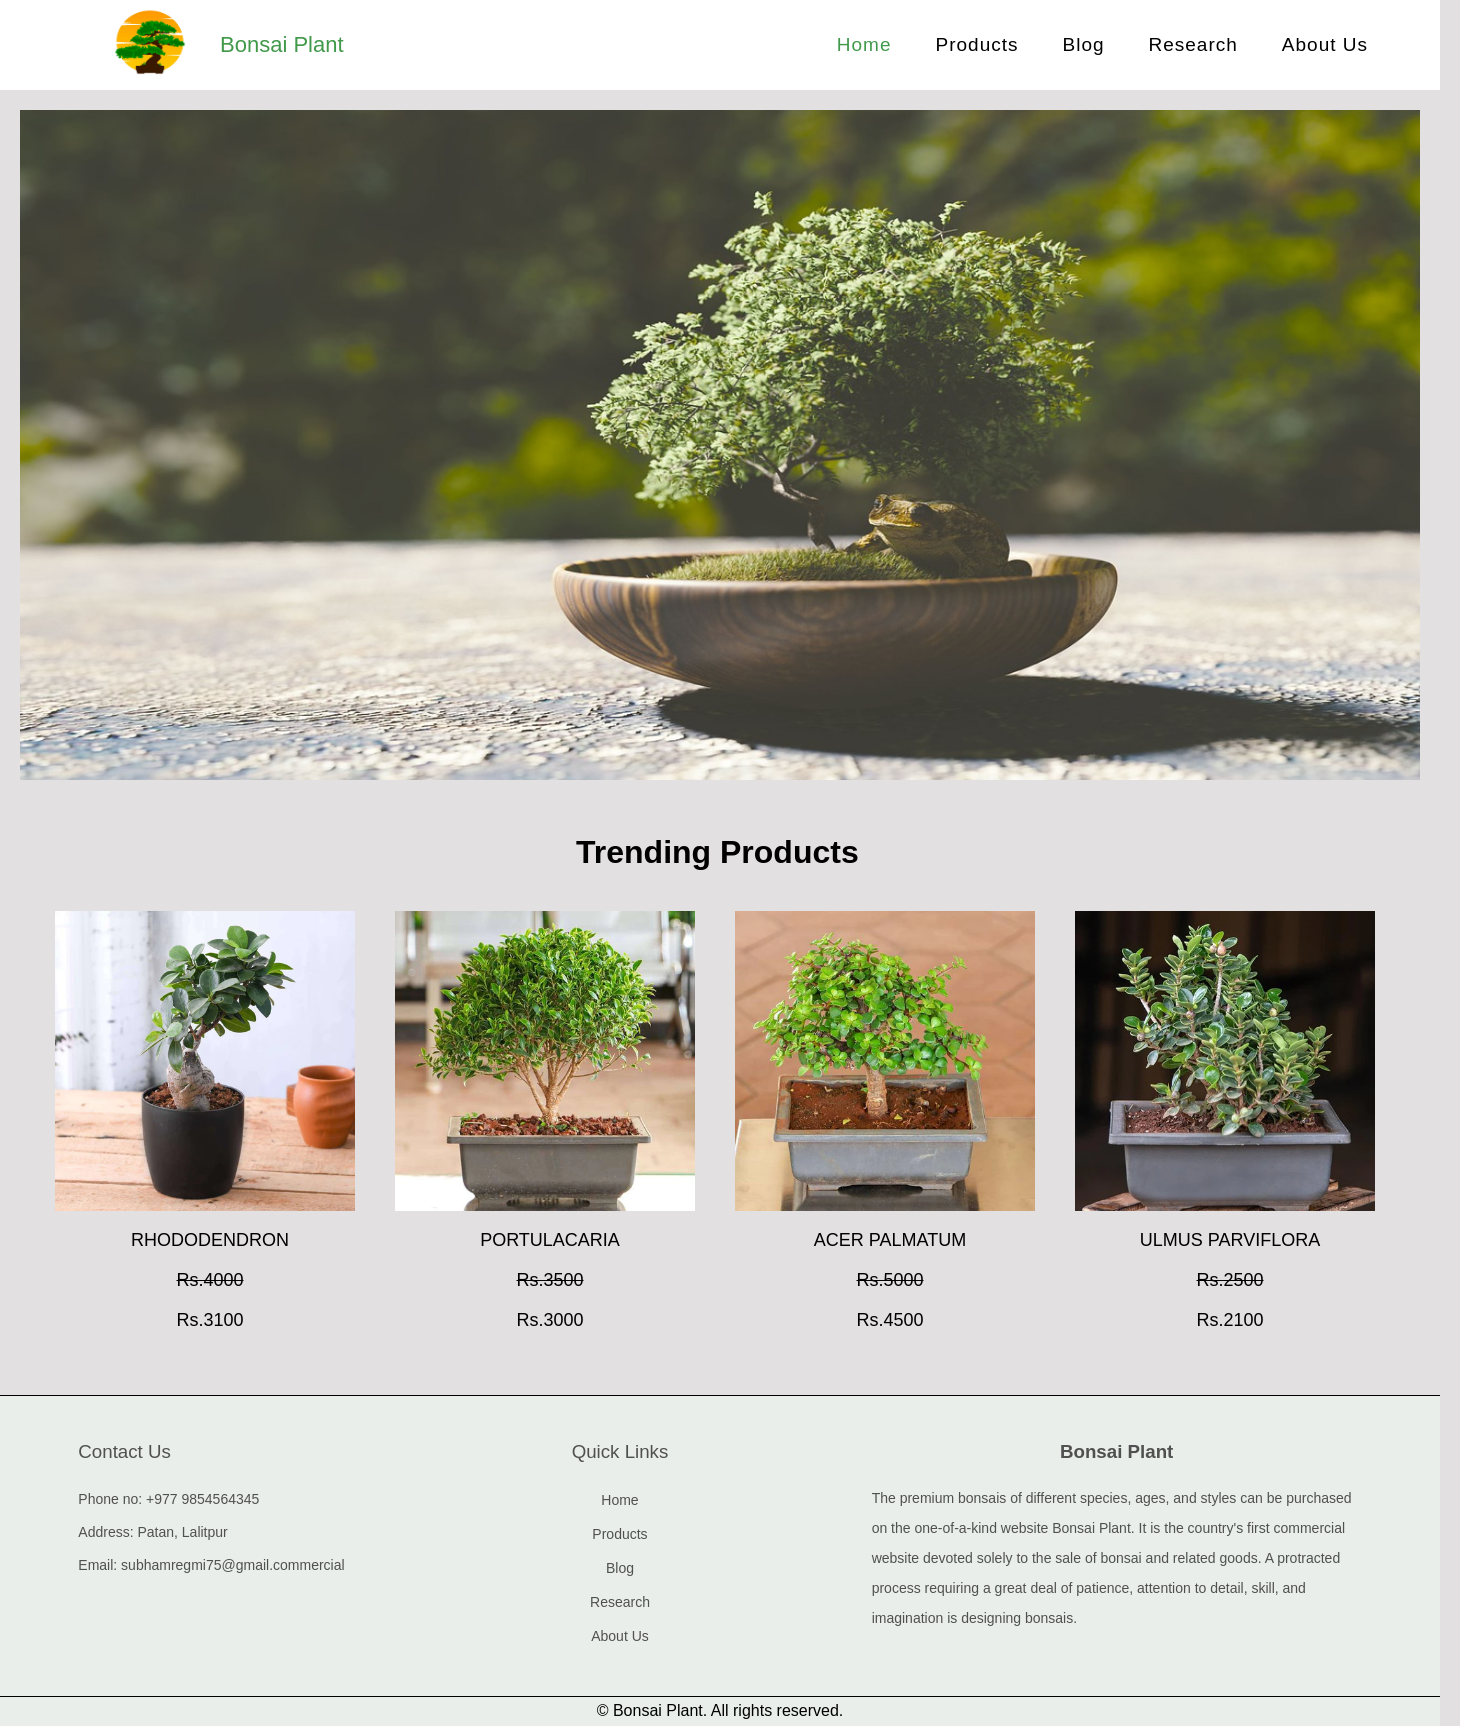 Bonsai Plant
Home
Products
Blog
Research
About Us
Trending Products
RHODODENDRON
Rs.4000
Rs.3100
PORTULACARIA
Rs.3500
Rs.3000
ACER PALMATUM
Rs.5000
Rs.4500
ULMUS PARVIFLORA
Rs.2500
Rs.2100
Contact Us
Phone no: +977 9854564345
Address: Patan, Lalitpur
Email: subhamregmi75@gmail.commercial
Quick Links
Home
Products
Blog
Research
About Us
Bonsai Plant
The premium bonsais of different species, ages, and styles can be purchased
on the one-of-a-kind website Bonsai Plant. It is the country's first commercial
website devoted solely to the sale of bonsai and related goods. A protracted
process requiring a great deal of patience, attention to detail, skill, and
imagination is designing bonsais.
© Bonsai Plant. All rights reserved.